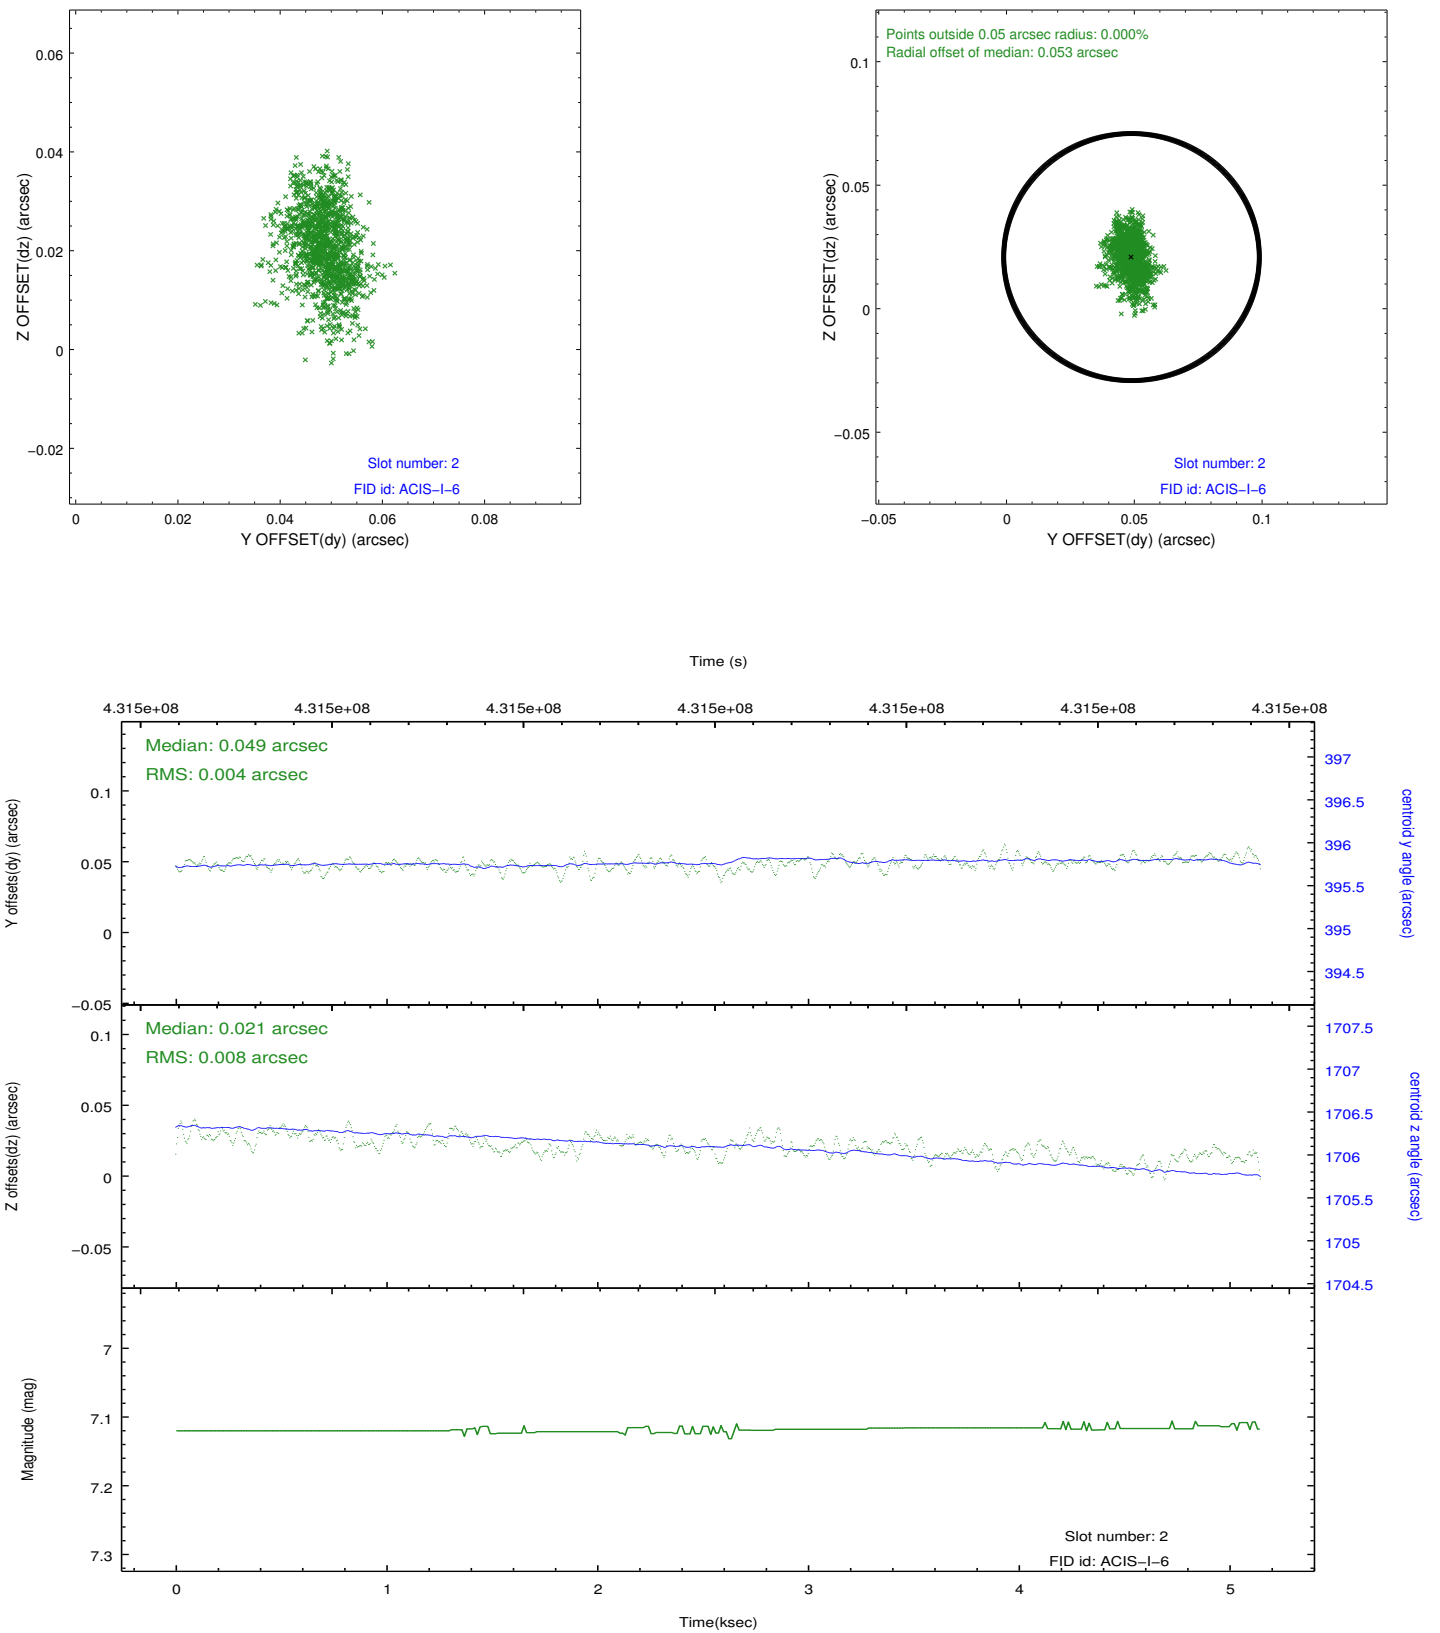 0.06
0.04
0.02
0
−0.02
Z OFFSET(dz) (arcsec)
Slot number: 2
FID id: ACIS−I−6
0
0.02
0.04
0.06
0.08
Y OFFSET(dy) (arcsec)
Points outside 0.05 arcsec radius: 0.000%
Radial offset of median: 0.053 arcsec
0.1
0.05
0
−0.05
Z OFFSET(dz) (arcsec)
Slot number: 2
FID id: ACIS−I−6
−0.05
0
0.05
0.1
Y OFFSET(dy) (arcsec)
Time (s)
4.315e+08
4.315e+08
4.315e+08
4.315e+08
4.315e+08
4.315e+08
4.315e+08
Median: 0.049 arcsec
RMS: 0.004 arcsec
0.1
0.05
0
−0.05
Y offsets(dy) (arcsec)
397
396.5
396
395.5
395
394.5
centroid y angle (arcsec)
Median: 0.021 arcsec
RMS: 0.008 arcsec
0.1
0.05
0
−0.05
Z offsets(dz) (arcsec)
1707.5
1707
1706.5
1706
1705.5
1705
1704.5
centroid z angle (arcsec)
7
7.1
7.2
7.3
Magnitude (mag)
Slot number: 2
FID id: ACIS−I−6
0
1
2
3
4
5
Time(ksec)